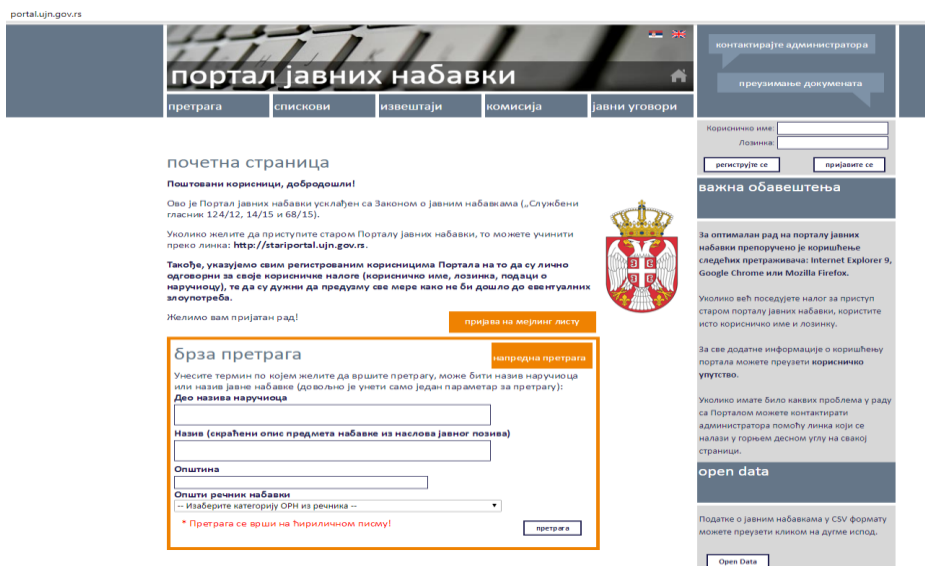 portal.ujn.gov.rs
портал јавних набавки
контактирајте администратора
преузимање докумената
претрага
спискови
извештаји
комисија
јавни уговори
Корисничко име:
Лозинка:
региструјте се
пријавите се
почетна страница
Поштовани корисници, добродошли!
Ово је Портал јавних набавки усклађен са Законом о јавним набавкама („Службени
гласник 124/12, 14/15 и 68/15).
Уколико желите да приступите старом Порталу јавних набавки, то можете учинити
преко линка: http://stariportal.ujn.gov.rs.
Такође, указујемо свим регистрованим корисницима Портала на то да су лично
одговорни за своје корисничке налоге (корисничко име, лозинка, подаци о
наручиоцу), те да су дужни да предузму све мере како не би дошло до евентуалних
злоупотреба.
Желимо вам пријатан рад!
пријава на мејлинг листу
брза претрага
напредна претрага
Унесите термин по којем желите да вршите претрагу, може бити назив наручиоца
или назив јавне набавке (довољно је унети само један параметар за претрагу):
Део назива наручиоца
Назив (скраћени опис предмета набавке из наслова јавног позива)
Општина
Општи речник набавки
-- Изаберите категорију ОРН из речника --
* Претрага се врши на ћириличном писму!
претрага
важна обавештења
За оптималан рад на порталу јавних
набавки препоручено је коришћење
следећих претраживача: Internet Explorer 9,
Google Chrome или Mozilla Firefox.
Уколико већ поседујете налог за приступ
старом порталу јавних набавки, користите
исто корисничко име и лозинку.
За све додатне информације о коришћењу
портала можете преузети корисничко
упутство.
Уколико имате било каквих проблема у раду
са Порталом можете контактирати
администратора помоћу линка који се
налази у горњем десном углу на свакој
страници.
open data
Податке о јавним набавкама у CSV формату
можете преузети кликом на дугме испод.
Open Data